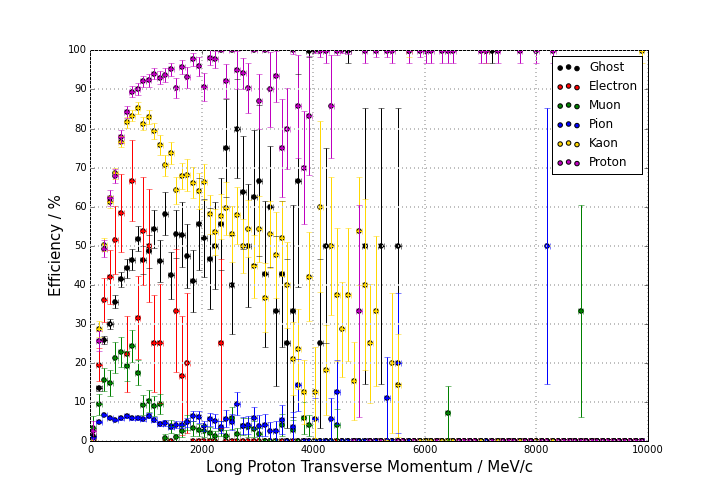 100
90
80
70
60
50
40
30
20
10
0
Efficiency / %
Ghost
Electron
Muon
Pion
Kaon
Proton
0 2000 4000 6000 8000 10000
Long Proton Transverse Momentum / MeV/c